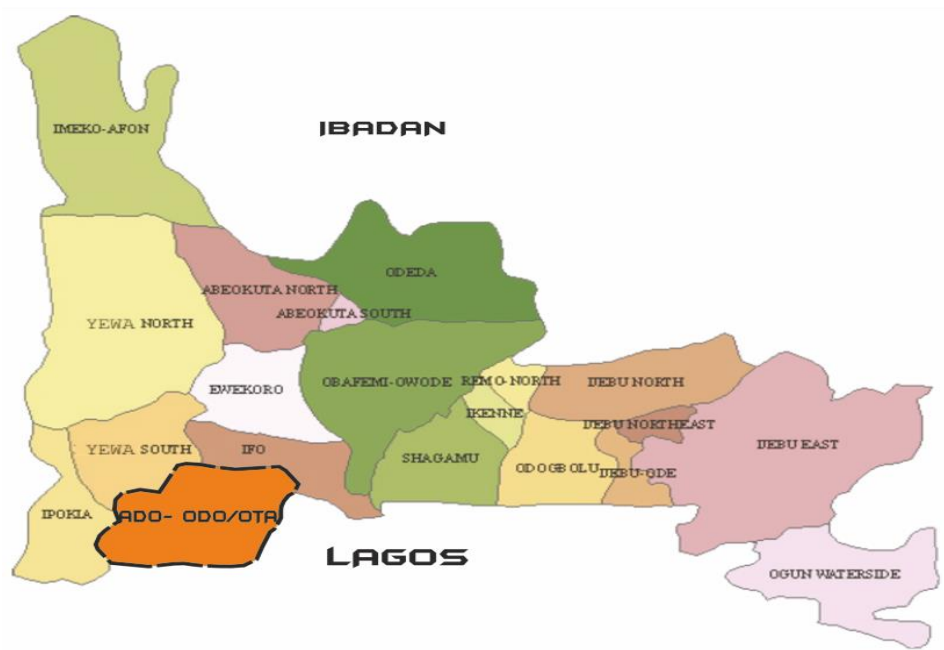 IMEKO-AFON
IBADAN
ODEDA
ABEOKUTA NORTH
ABEOKUTA SOUTH
YEWA NORTH
OBAFEMI-OWODE
REMO-NORTH
IJEBU NORTH
EWEKORO
IKENNE
IJEBU NORTHEAST
IJEBU EAST
YEWA SOUTH
IFO
SHAGAMU
ODOGBOLU
IJEBU-ODE
IPOKIA
ADO- ODO/OTA
LAGOS
OGUN WATERSIDE